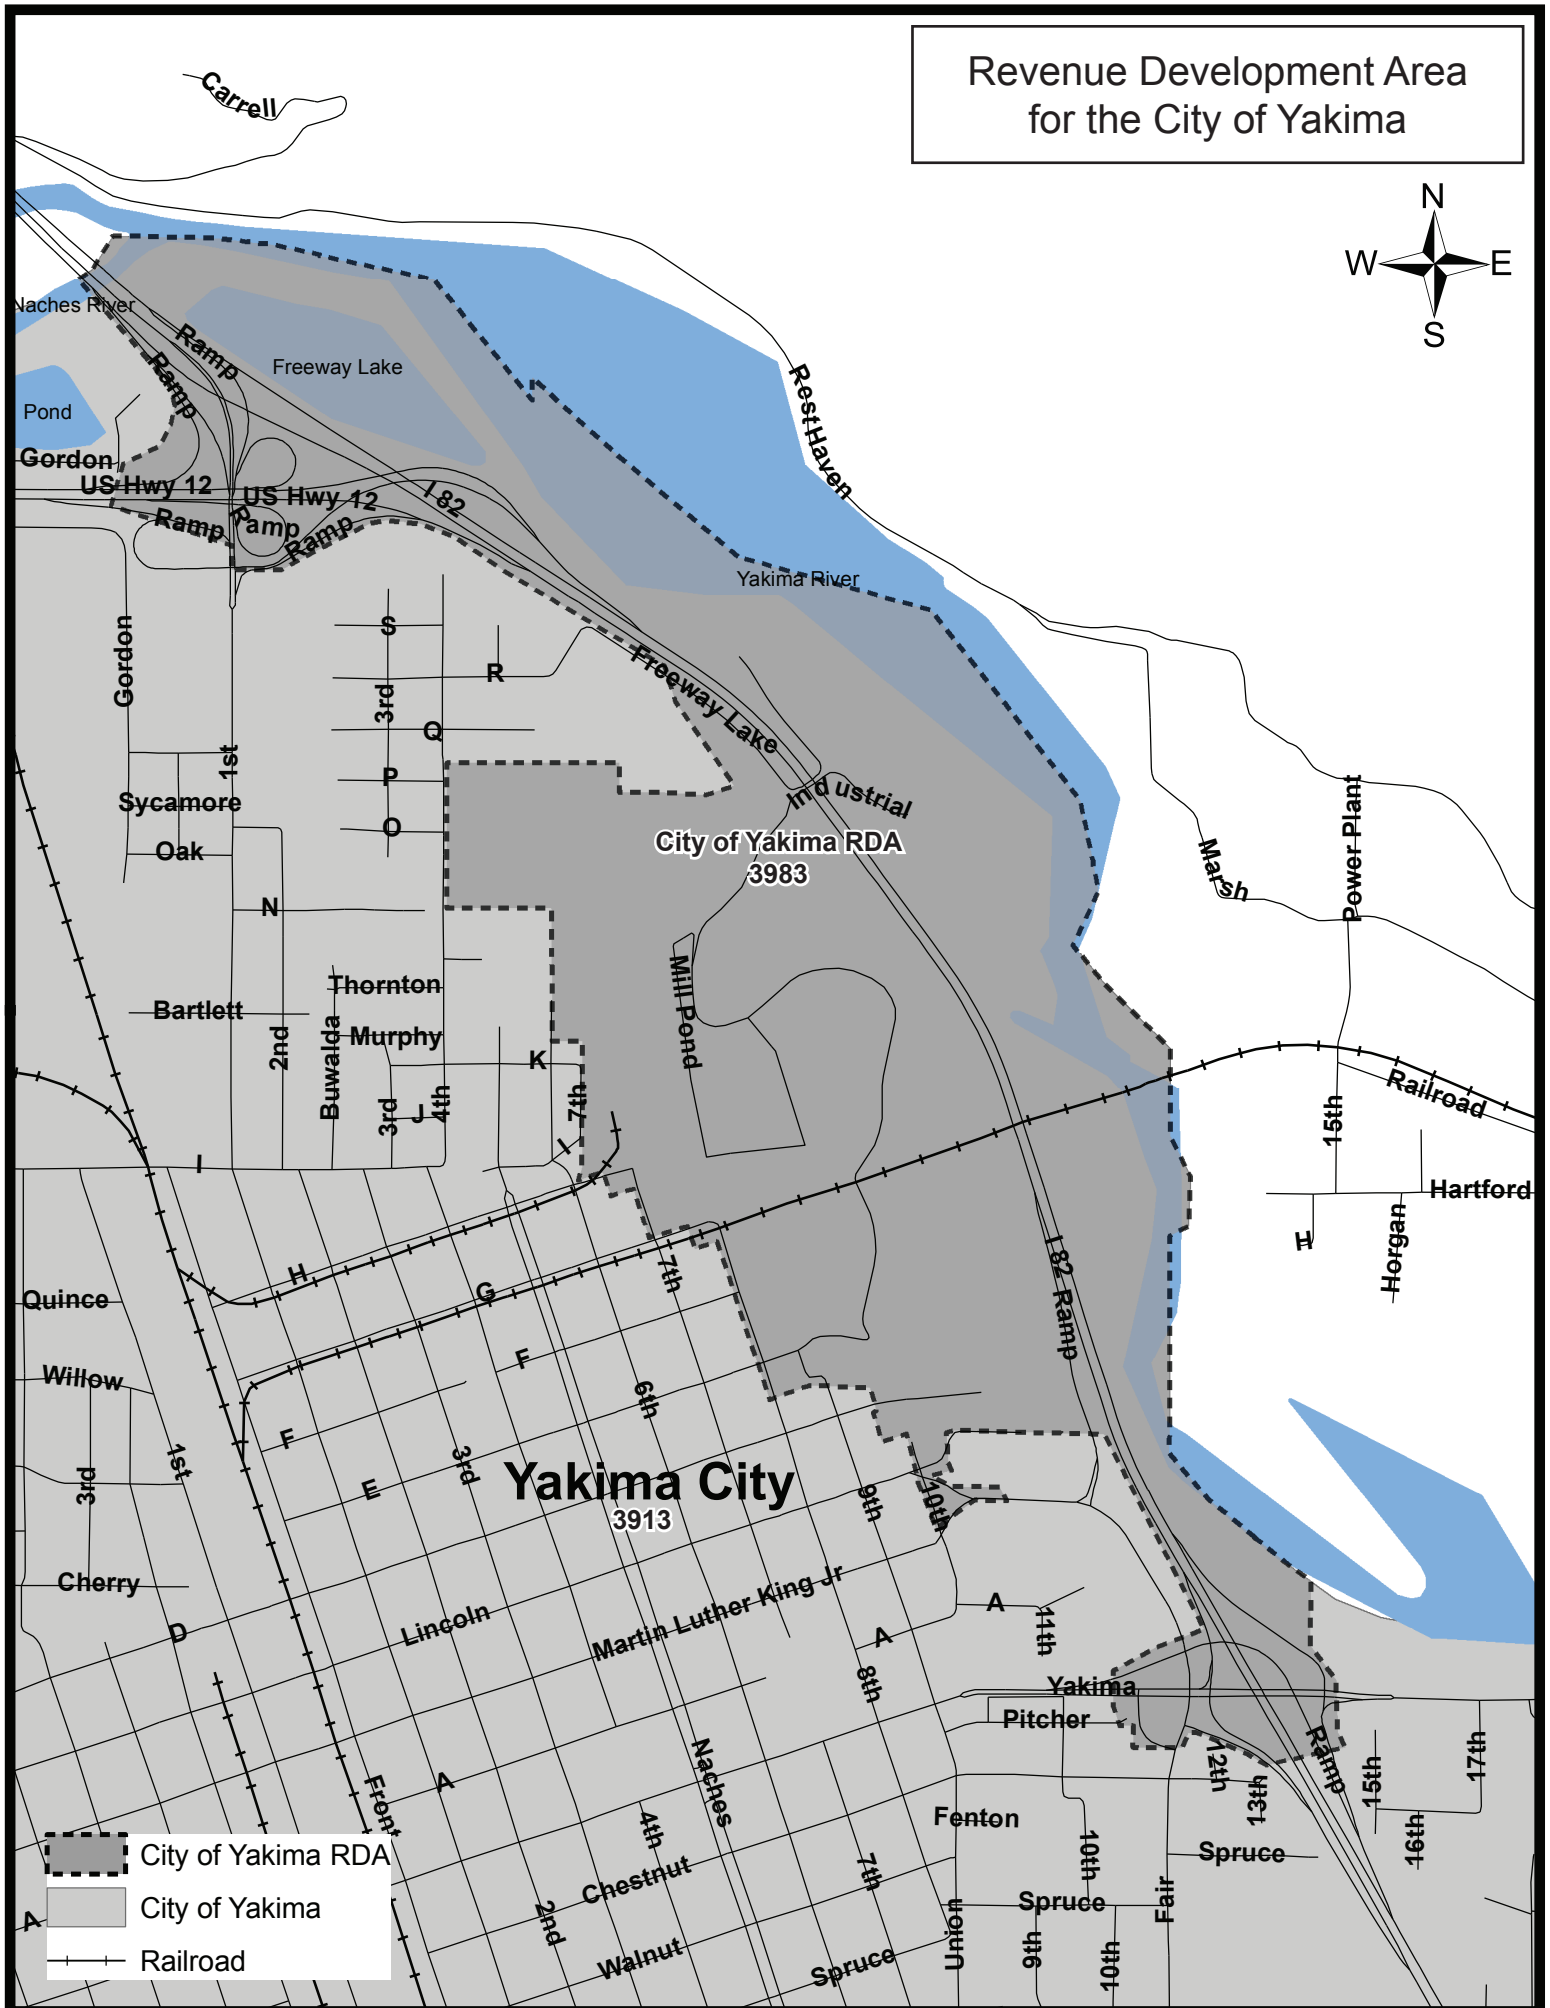 Revenue Development Area
for the City of Yakima
Carrell
N
W E
S
Naches River
Ramp
Ramp
Freeway Lake
Pond
Rest Haven
Gordon
US Hwy 12
US Hwy 12
I 82
Ramp
Ramp
Ramp
Yakima River
Gordon
S
R
Freeway Lake
3rd
Q
1st
P
Industrial
Sycamore
O
Oak
City of Yakima RDA
3983
Power Plant
Marsh
N
Thornton
Mill Pond
Bartlett
Murphy
2nd
Buwalda
K
3rd
J
4th
7th
Railroad
15th
I
I
Hartford
H
Horgan
H
7th
I 82 Ramp
G
Quince
F
Willow
6th
F
3rd
1st
3rd
E
Yakima City
3913
9th
10th
Cherry
D
Lincoln
Martin Luther King Jr
A
11th
A
8th
Yakima
Pitcher
Naches
12th
Ramp
15th
17th
Front
A
13th
4th
Fenton
16th
10th
Spruce
City of Yakima RDA
Chestnut
7th
City of Yakima
A
2nd
Spruce
Fair
Union
9th
10th
Railroad
Walnut
Spruce